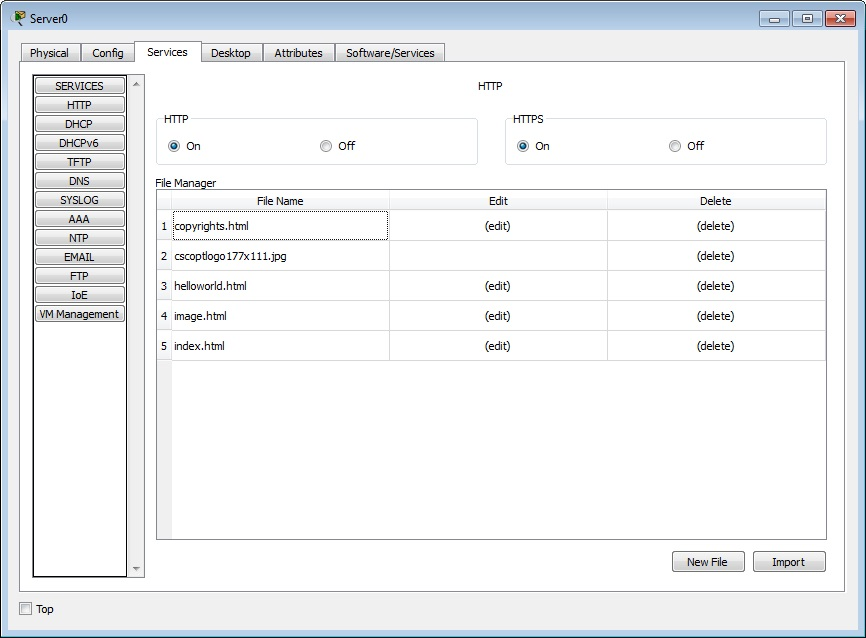 Server0
Physical Config Services Desktop Attributes Software/Services
SERVICES
HTTP
DHCP
DHCPv6
TFTP
DNS
SYSLOG
AAA
NTP
EMAIL
FTP
IoE
VM Management
HTTP
HTTP
On Off
HTTPS
On Off
File Manager
File Name Edit Delete
1 copyrights.html (edit) (delete)
2 cscoptlogo177x111.jpg (delete)
3 helloworld.html (edit) (delete)
4 image.html (edit) (delete)
5 index.html (edit) (delete)
New File Import
Top